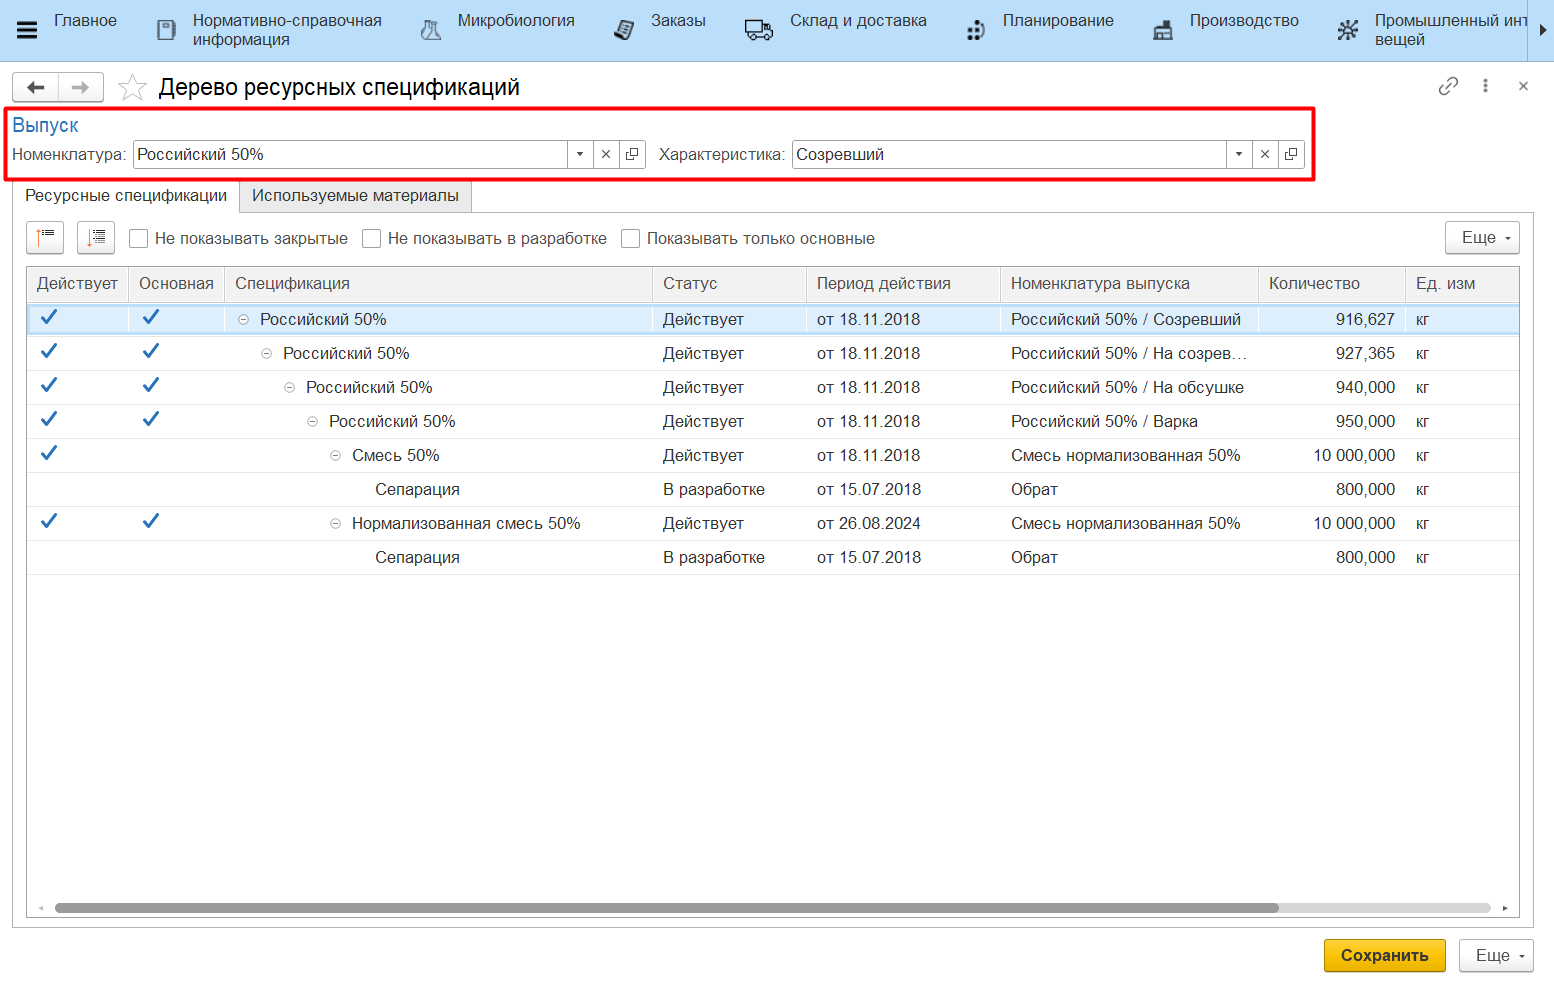 Главное
Нормативно-справочная
информация
Микробиология
Заказы
Склад и доставка
Планирование
Производство
Промышленный инт
вещей
Дерево ресурсных спецификаций
Выпуск
Номенклатура: Российский 50% Характеристика: Созревший
Ресурсные спецификации Используемые материалы
Не показывать закрытые Не показывать в разработке Показывать только основные Еще
Действует Основная Спецификация Статус Период действия Номенклатура выпуска Количество Ед. изм
Российский 50% Действует от 18.11.2018 Российский 50% / Созревший 916,627 кг
Российский 50% Действует от 18.11.2018 Российский 50% / На созрев... 927,365 кг
Российский 50% Действует от 18.11.2018 Российский 50% / На обсушке 940,000 кг
Российский 50% Действует от 18.11.2018 Российский 50% / Варка 950,000 кг
Смесь 50% Действует от 18.11.2018 Смесь нормализованная 50% 10 000,000 кг
Сепарация В разработке от 15.07.2018 Обрат 800,000 кг
Нормализованная смесь 50% Действует от 26.08.2024 Смесь нормализованная 50% 10 000,000 кг
Сепарация В разработке от 15.07.2018 Обрат 800,000 кг
Сохранить Еще